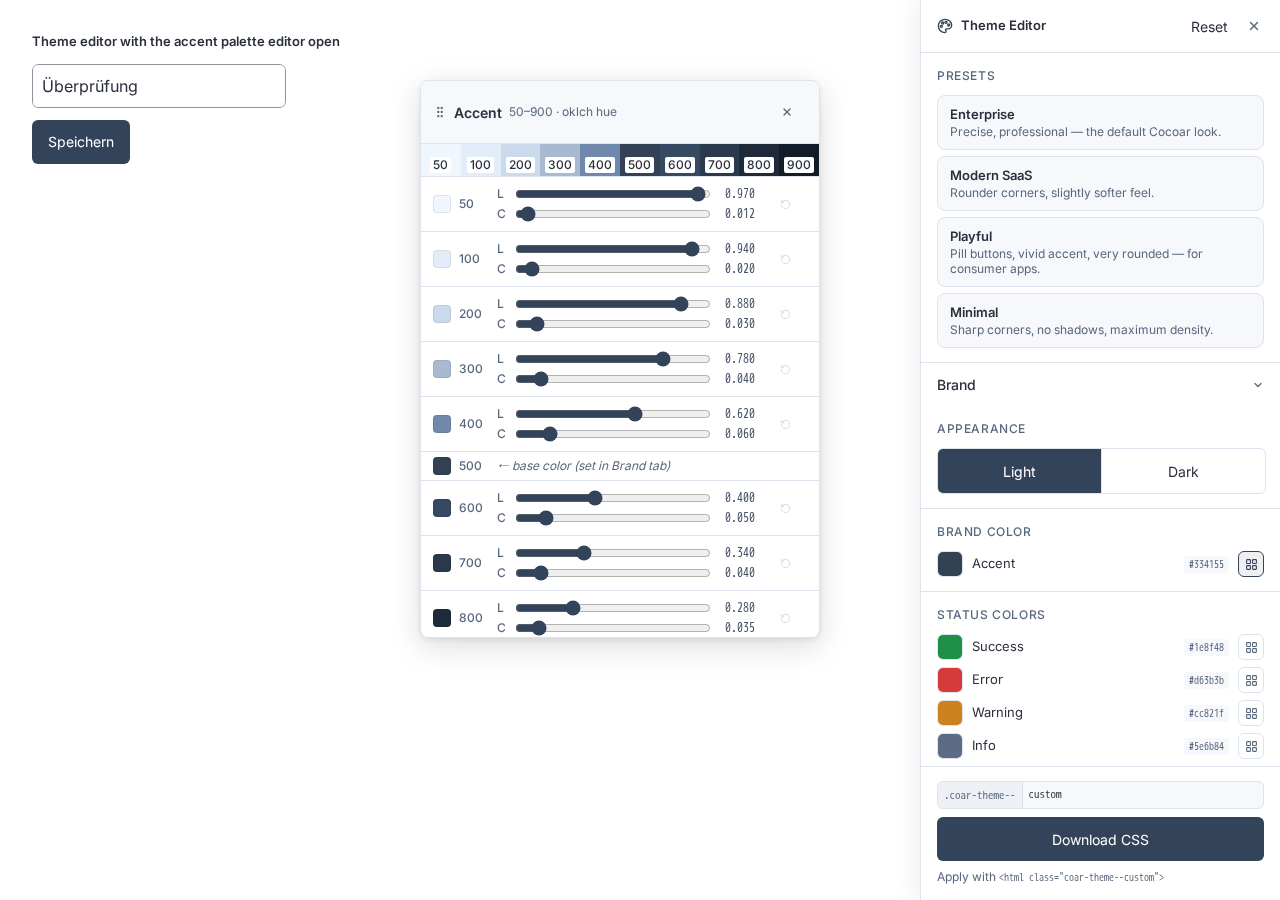 Theme editor with the accent palette editor open
Überprüfung
Speichern
Accent 50–900 · oklch hue
50 100 200 300 400 500 600 700 800 900
50 L 0.970
C 0.012
100 L 0.940
C 0.020
200 L 0.880
C 0.030
300 L 0.780
C 0.040
400 L 0.620
C 0.060
500 ← base color (set in Brand tab)
600 L 0.400
C 0.050
700 L 0.340
C 0.040
800 L 0.280
C 0.035
Theme Editor Reset
PRESETS
Enterprise
Precise, professional — the default Cocoar look.
Modern SaaS
Rounder corners, slightly softer feel.
Playful
Pill buttons, vivid accent, very rounded — for
consumer apps.
Minimal
Sharp corners, no shadows, maximum density.
Brand
APPEARANCE
Light Dark
BRAND COLOR
Accent #334155
STATUS COLORS
Success #1e8f48
Error #d63b3b
Warning #cc821f
Info #5e6b84
.coar-theme-- custom
Download CSS
Apply with <html class="coar-theme--custom">